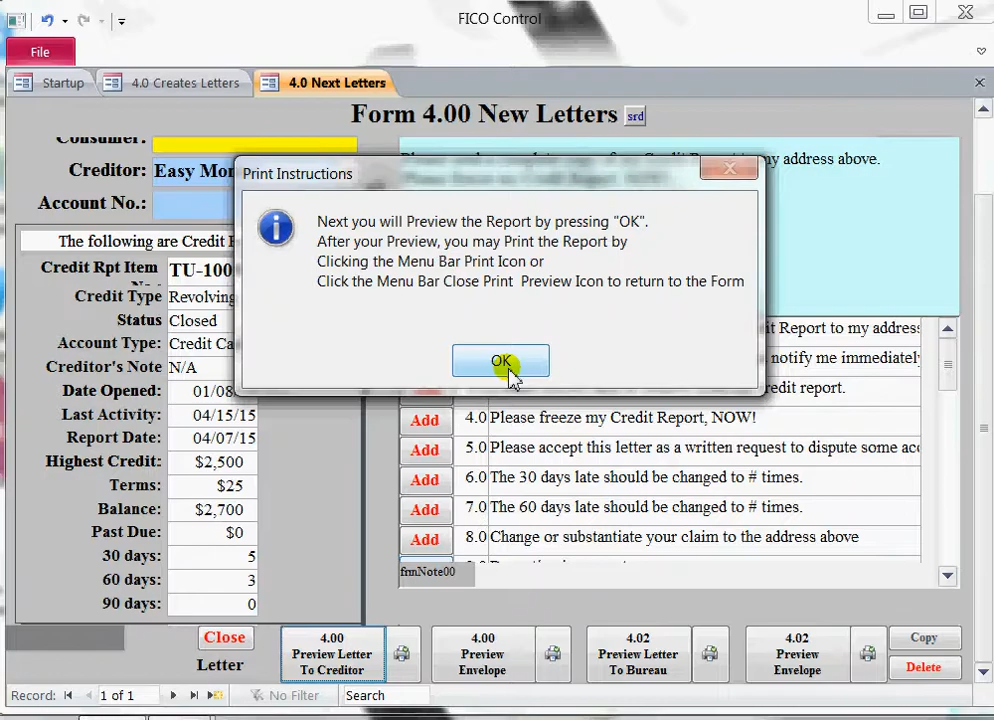 FICO Control
File
Startup
4.0 Creates Letters
4.0 Next Letters
Form 4.00 New Letters srd
Consumer:
Creditor: Easy Mon
Account No.:
my address above.
Print Instructions
Next you will Preview the Report by pressing "OK".
After your Preview, you may Print the Report by
Clicking the Menu Bar Print Icon or
Click the Menu Bar Close Print Preview Icon to return to the Form
OK
The following are Credit
Credit Rpt Item TU-100
Credit Type Revolving
Status Closed
Account Type: Credit Ca
Creditor's Note N/A
Date Opened: 01/08
Last Activity: 04/15/15
Report Date: 04/07/15
Highest Credit: $2,500
Terms: $25
Balance: $2,700
Past Due: $0
30 days: 5
60 days: 3
90 days: 0
it Report to my address
notify me immediately
credit report.
Add 4.0 Please freeze my Credit Report, NOW!
Add 5.0 Please accept this letter as a written request to dispute some acc
Add 6.0 The 30 days late should be changed to # times.
Add 7.0 The 60 days late should be changed to # times.
Add 8.0 Change or substantiate your claim to the address above
fnmNote00
Close
Letter
4.00
Preview Letter
To Creditor
4.00
Preview
Envelope
4.02
Preview Letter
To Bureau
4.02
Preview
Envelope
Copy
Delete
Record: 1 of 1 No Filter Search